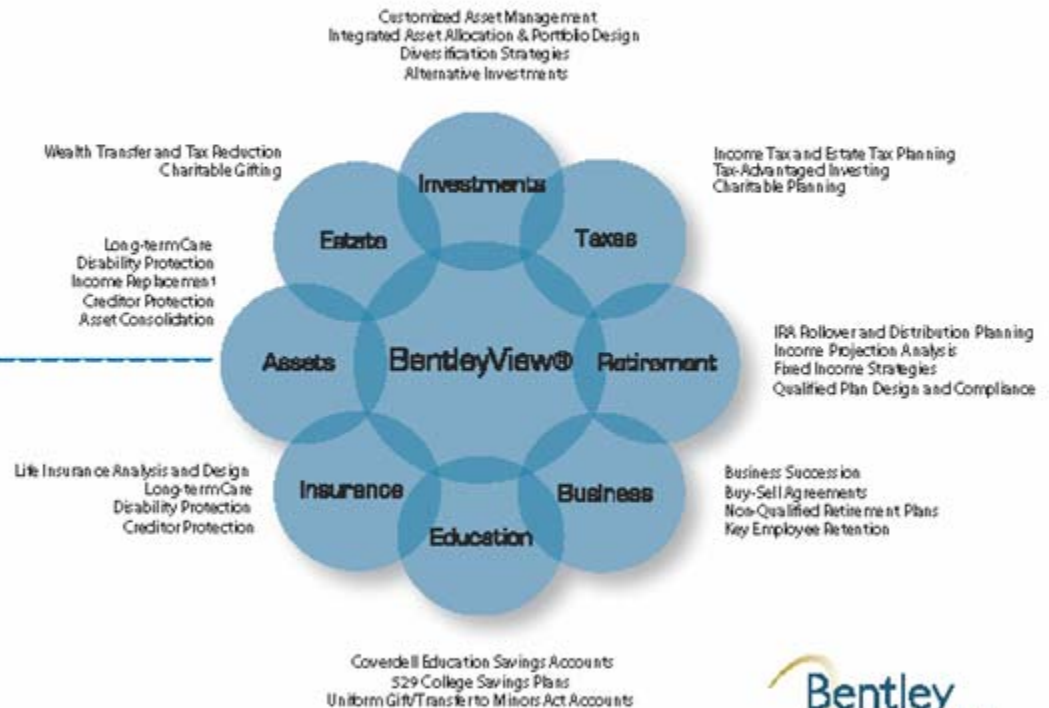 Customized Asset Management
Integrated Asset Allocation & Portfolio Design
Diversification Strategies
Alternative Investments
Wealth Transfer and Tax Reduction
Charitable Gifting
Income Tax and Estate Tax Planning
Tax-Advantaged Investing
Charitable Planning
Investments
Estate
Taxes
Long-term Care
Disability Protection
Income Replacement
Creditor Protection
Asset Consolidation
Assets
BentleyView®
Retirement
IRA Rollover and Distribution Planning
Income Projection Analysis
Fixed Income Strategies
Qualified Plan Design and Compliance
Life Insurance Analysis and Design
Long-term Care
Disability Protection
Creditor Protection
Insurance
Business
Education
Business Succession
Buy-Sell Agreements
Non-Qualified Retirement Plans
Key Employee Retention
Coverdell Education Savings Accounts
529 College Savings Plans
Uniform Gift/Transfer to Minors Act Accounts
Bentley